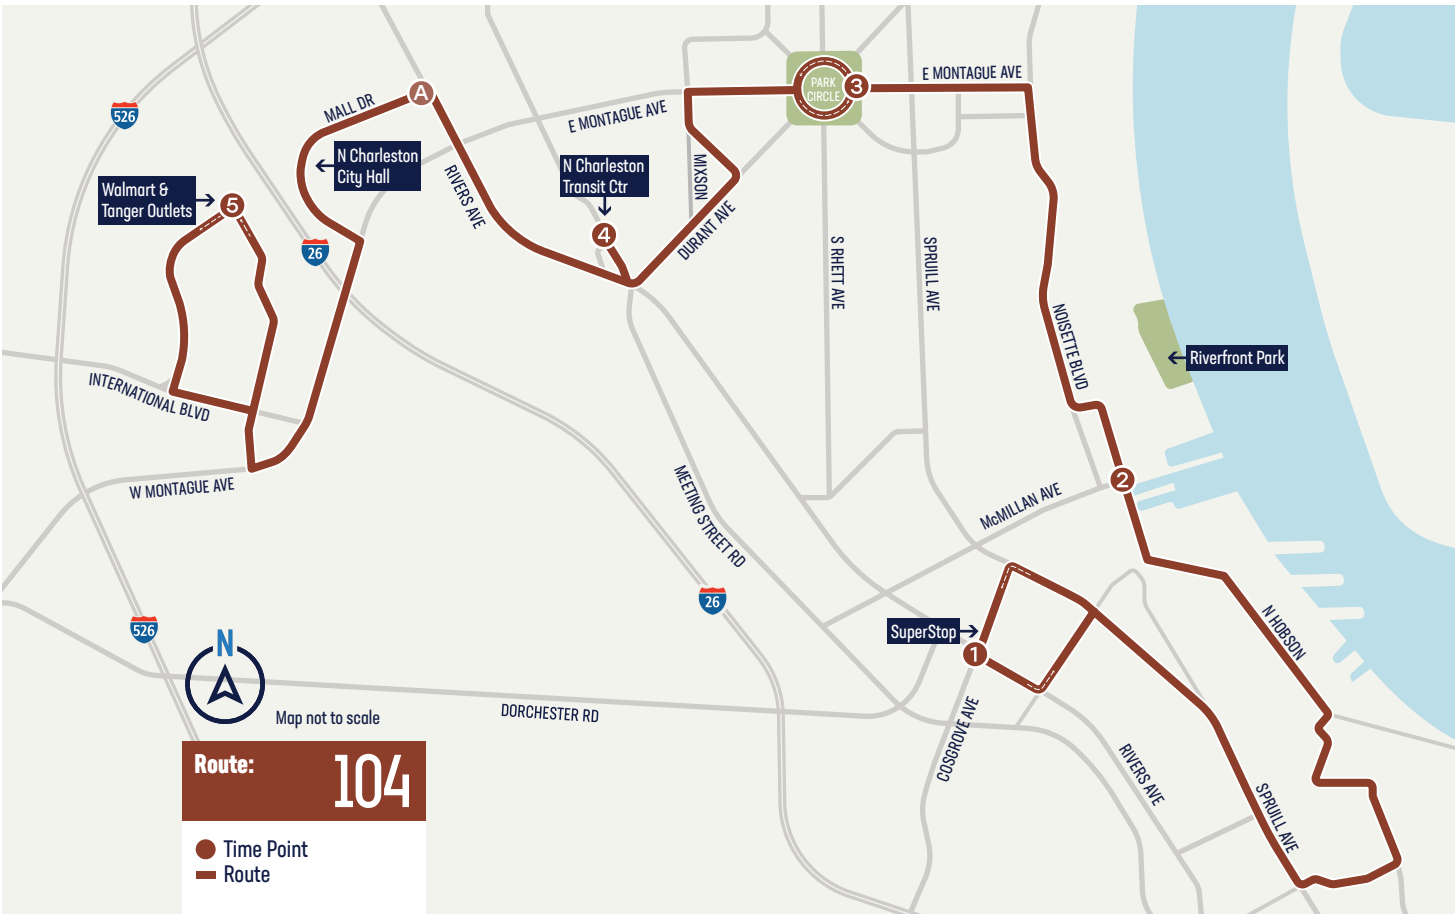 E MONTAGUE AVE
PARK
CIRCLE
3
A
MALL DR
526
E MONTAGUE AVE
N Charleston
City Hall
N Charleston
Transit Ctr
MIXSON
RIVERS AVE
Walmart &
Tanger Outlets
5
4
DURANT AVE
26
S RHETT AVE
SPRUILL AVE
NOISETTE BLVD
Riverfront Park
INTERNATIONAL BLVD
W MONTAGUE AVE
2
McMILLAN AVE
MEETING STREET RD
26
526
SuperStop
1
N HOBSON
N
Map not to scale
DORCHESTER RD
COSGROVE AVE
RIVERS AVE
SPRUILL AVE
Route:
104
Time Point
Route